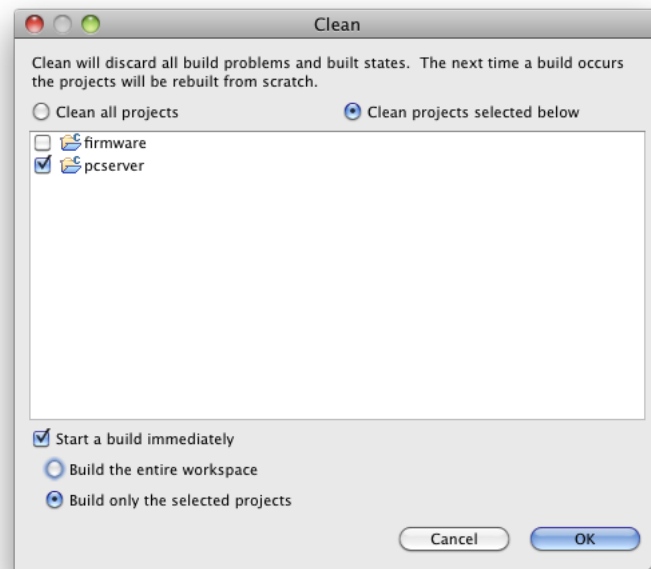 Clean
Clean will discard all build problems and built states.  The next time a build occurs
the projects will be rebuilt from scratch.
Clean all projects
Clean projects selected below
firmware
pcserver
Start a build immediately
Build the entire workspace
Build only the selected projects
Cancel
OK